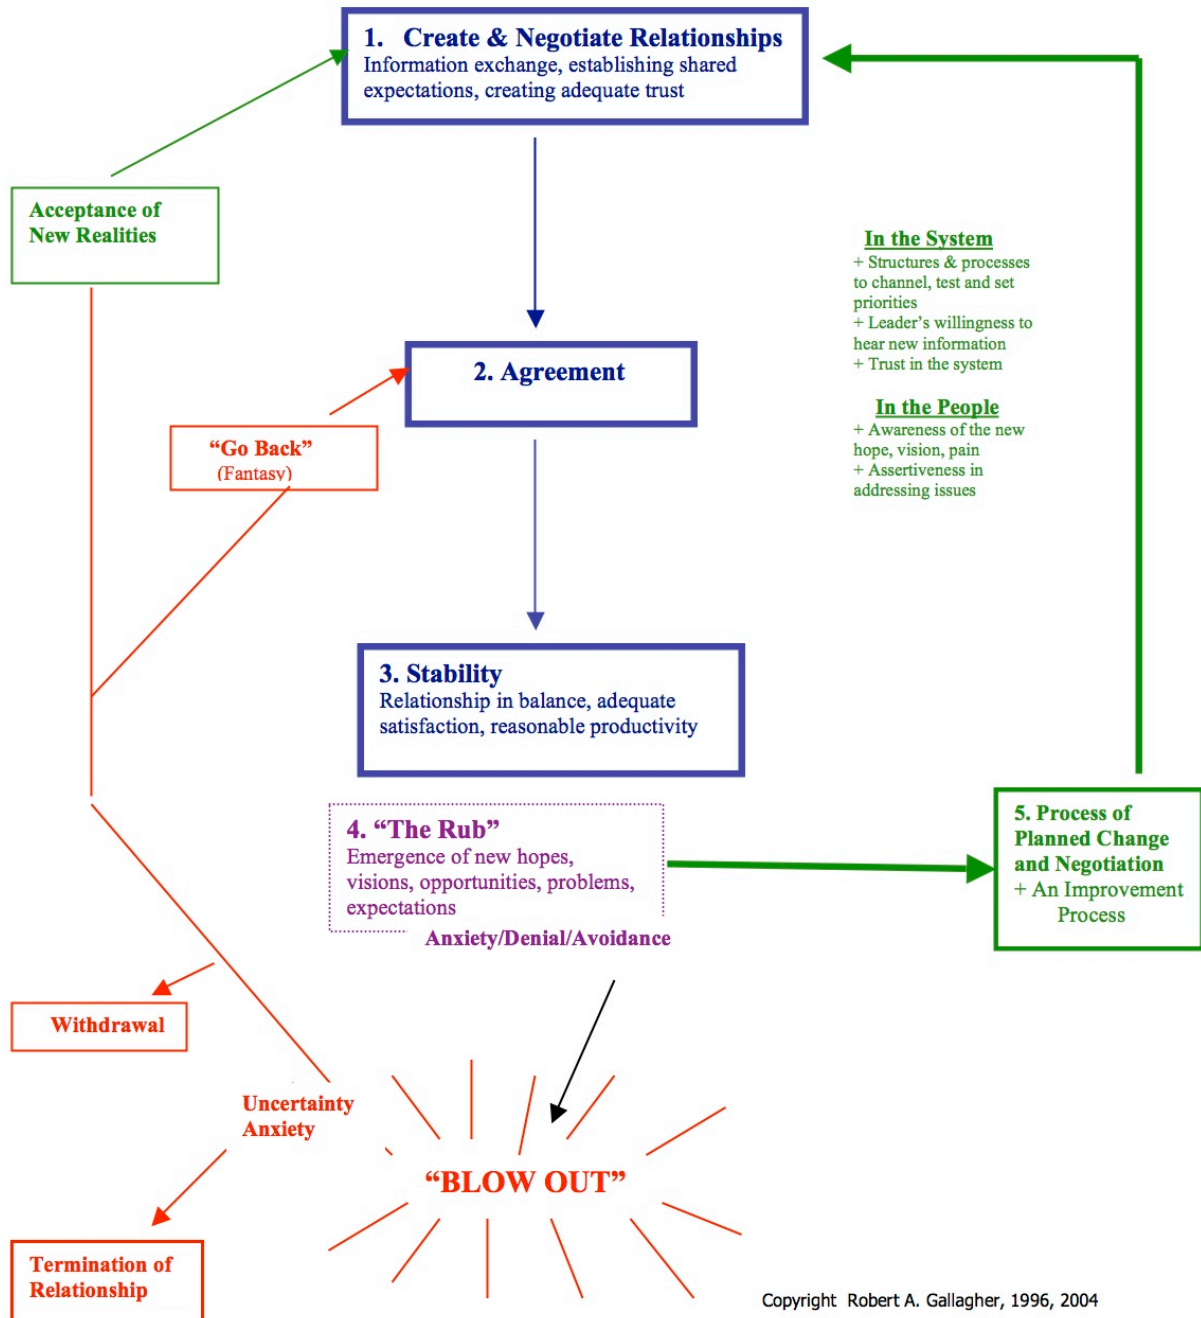 1. Create & Negotiate Relationships
Information exchange, establishing shared
expectations, creating adequate trust
Acceptance of
New Realities
In the System
+ Structures & processes
to channel, test and set
priorities
+ Leader’s willingness to
hear new information
+ Trust in the system
2. Agreement
In the People
+ Awareness of the new
hope, vision, pain
+ Assertiveness in
addressing issues
“Go Back”
(Fantasy)
3. Stability
Relationship in balance, adequate
satisfaction, reasonable productivity
4. “The Rub”
Emergence of new hopes,
visions, opportunities, problems,
expectations
Anxiety/Denial/Avoidance
5. Process of
Planned Change
and Negotiation
+ An Improvement
Process
Withdrawal
Uncertainty
Anxiety
“BLOW OUT”
Termination of
Relationship
Copyright Robert A. Gallagher, 1996, 2004